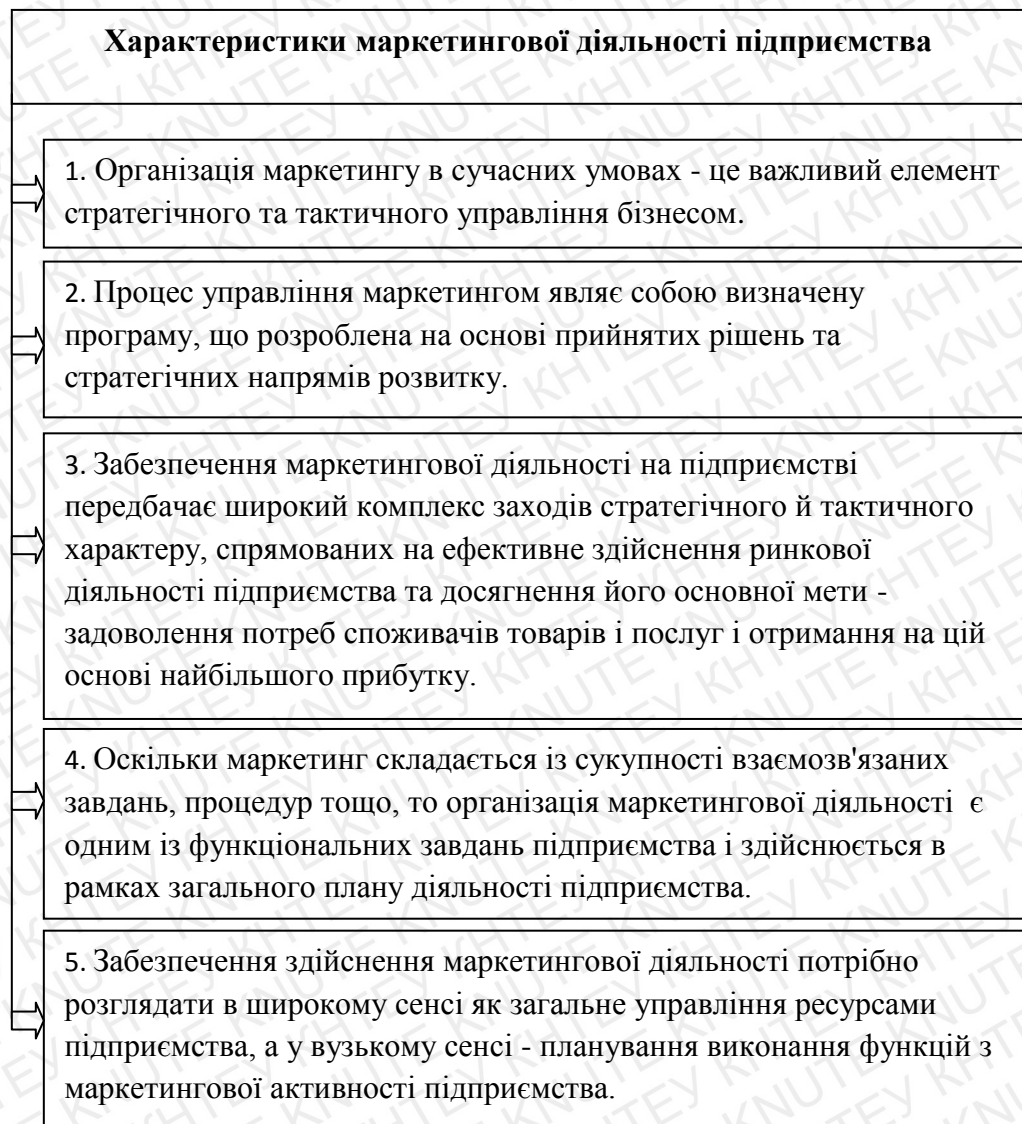 Характеристики маркетингової діяльності підприємства
1. Організація маркетингу в сучасних умовах - це важливий елемент
стратегічного та тактичного управління бізнесом.
2. Процес управління маркетингом являє собою визначену
програму, що розроблена на основі прийнятих рішень та
стратегічних напрямів розвитку.
3. Забезпечення маркетингової діяльності на підприємстві
передбачає широкий комплекс заходів стратегічного й тактичного
характеру, спрямованих на ефективне здійснення ринкової
діяльності підприємства та досягнення його основної мети -
задоволення потреб споживачів товарів і послуг і отримання на цій
основі найбільшого прибутку.
4. Оскільки маркетинг складається із сукупності взаємозв'язаних
завдань, процедур тощо, то організація маркетингової діяльності є
одним із функціональних завдань підприємства і здійснюється в
рамках загального плану діяльності підприємства.
5. Забезпечення здійснення маркетингової діяльності потрібно
розглядати в широкому сенсі як загальне управління ресурсами
підприємства, а у вузькому сенсі - планування виконання функцій з
маркетингової активності підприємства.